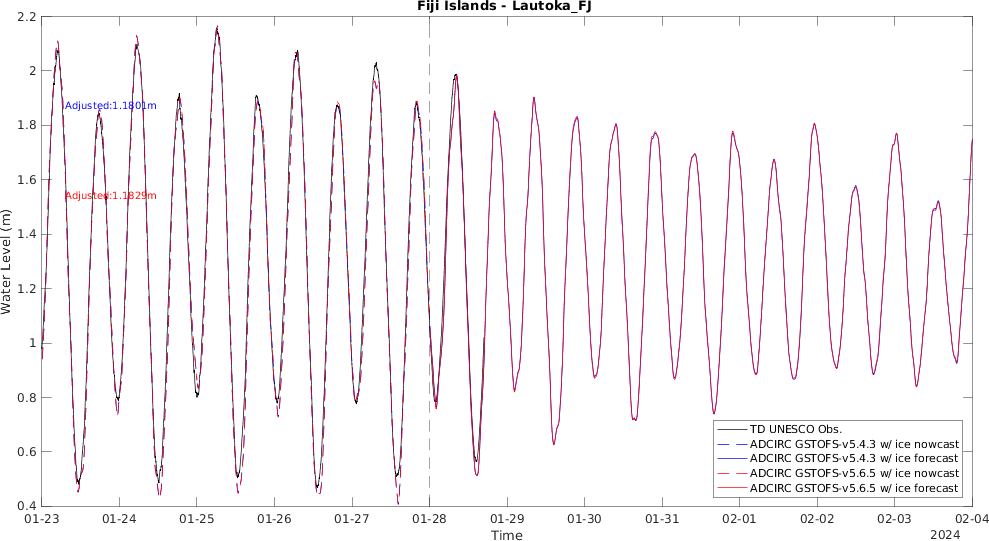 Fiji Islands - Lautoka_FJ
2.2
2
1.8
1.6
1.4
1.2
1
0.8
0.6
0.4
Water Level (m)
Adjusted:1.1801m
Adjusted:1.1829m
TD UNESCO Obs.
ADCIRC GSTOFS-v5.4.3 w/ ice nowcast
ADCIRC GSTOFS-v5.4.3 w/ ice forecast
ADCIRC GSTOFS-v5.6.5 w/ ice nowcast
ADCIRC GSTOFS-v5.6.5 w/ ice forecast
01-23 01-24 01-25 01-26 01-27 01-28 01-29 01-30 01-31 02-01 02-02 02-03 02-04
Time
2024